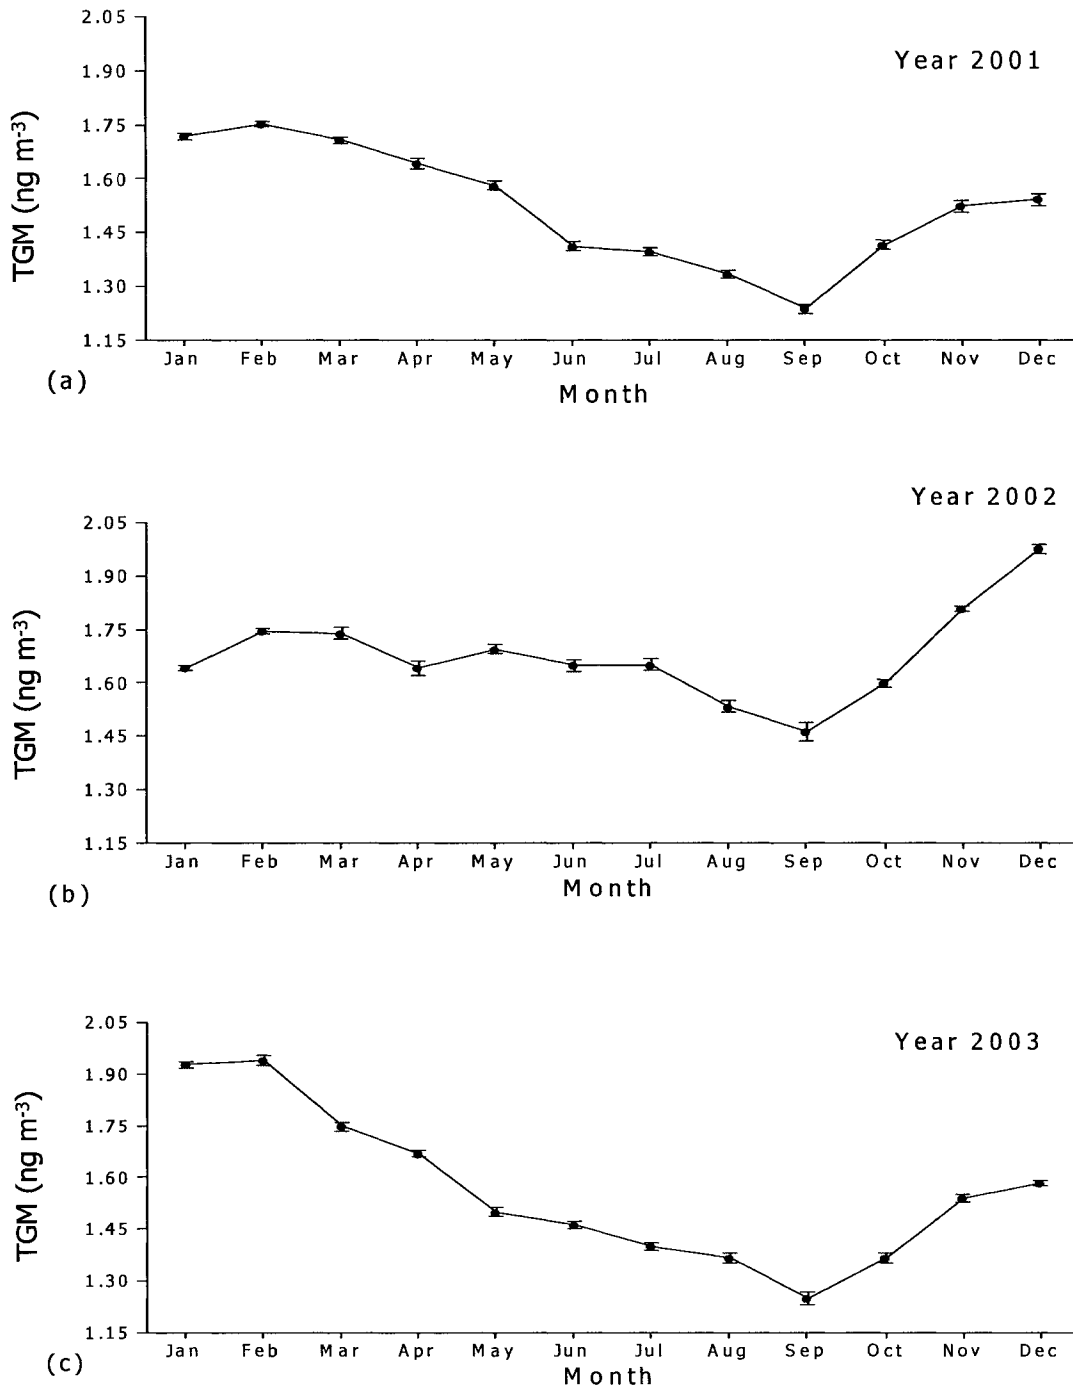 2.05
Year 2001
1.90
1.75
1.60
1.45
1.30
1.15
TGM (ng m⁻³)
Jan Feb Mar Apr May Jun Jul Aug Sep Oct Nov Dec
(a)
Month
Year 2002
2.05
1.90
1.75
1.60
1.45
1.30
1.15
TGM (ng m⁻³)
Jan Feb Mar Apr May Jun Jul Aug Sep Oct Nov Dec
(b)
Month
2.05
Year 2003
1.90
1.75
1.60
1.45
1.30
1.15
TGM (ng m⁻³)
Jan Feb Mar Apr May Jun Jul Aug Sep Oct Nov Dec
(c)
Month